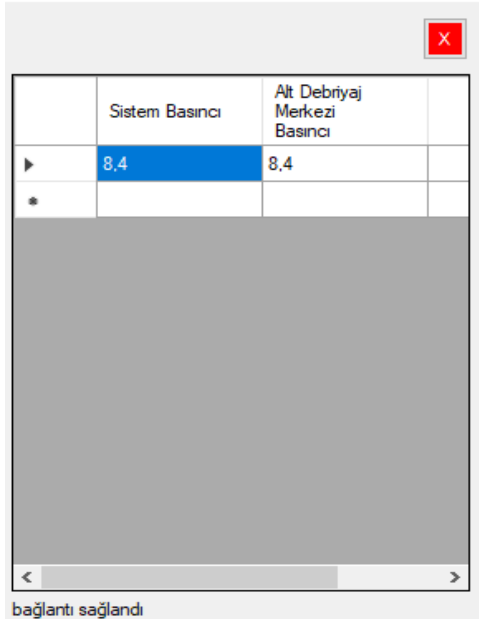 X
Sistem Basıncı
Alt Debriyaj
Merkezi
Basıncı
8,4
8,4
bağlantı sağlandı